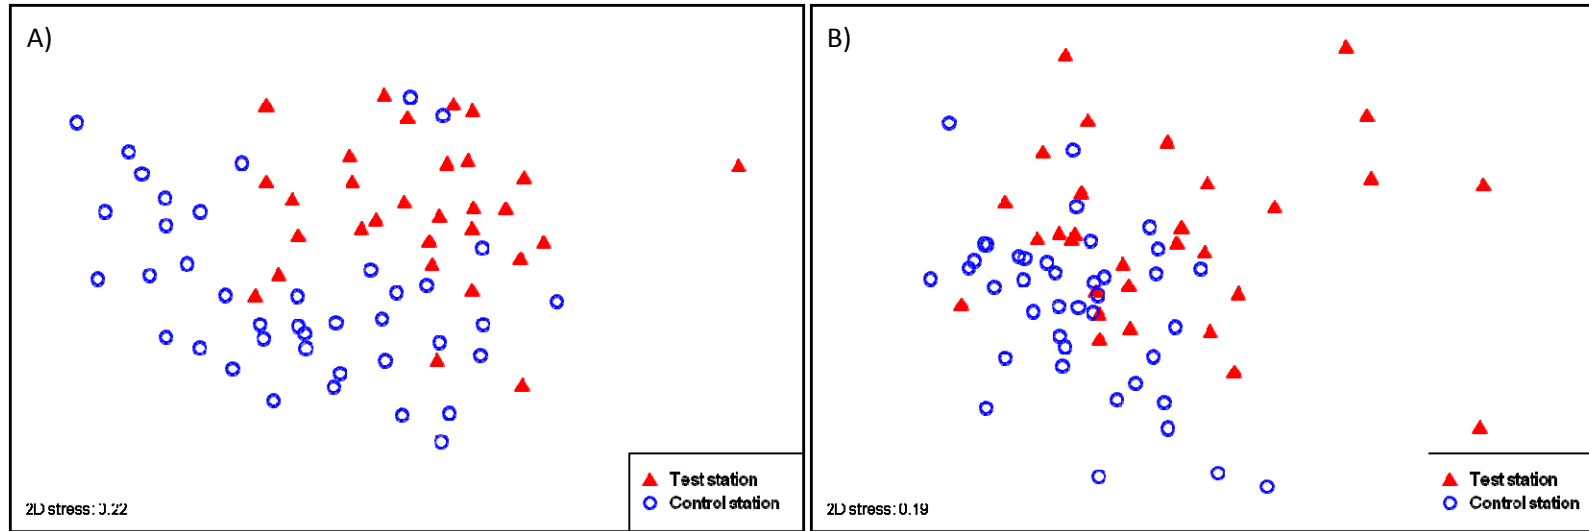 A)
Test station
Control station
2D stress: 0.22
B)
Test station
Control station
2D stress: 0.19